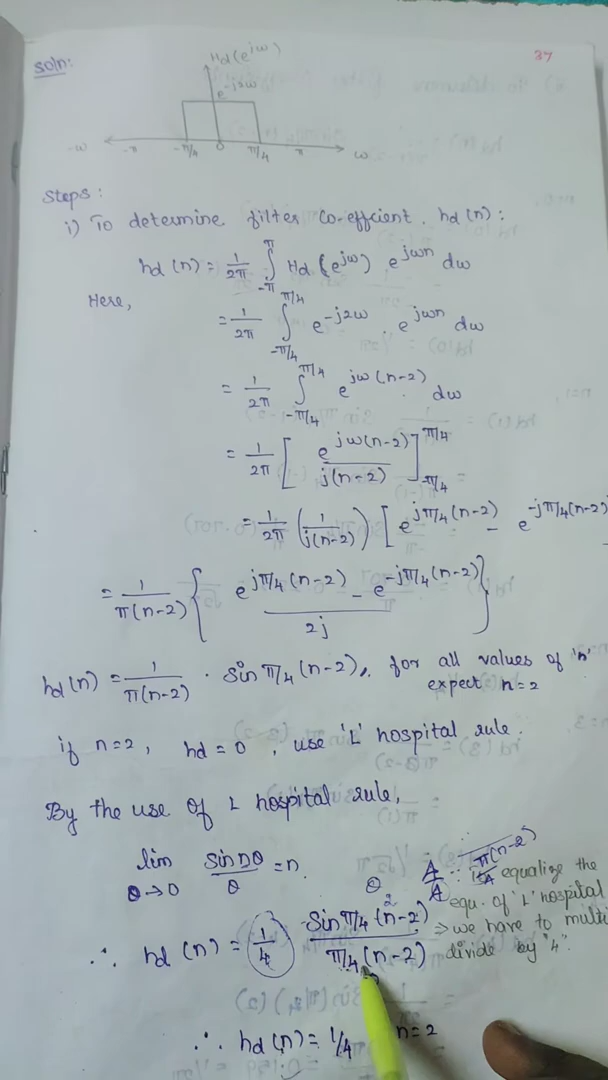 37
Soln:
Hd(e^jω)
e^-j2ω
-ω -π -π/4 0 π/4 π ω
Steps:
i) To determine filter co-effcient. hd(n):
hd(n) = 1/2π ∫_-π^π Hd(e^jω) e^jωn dω
Here,
= 1/2π ∫_-π/4^π/4 e^-j2ω . e^jωn dω
= 1/2π ∫_-π/4^π/4 e^jω(n-2) dω
= 1/2π [ e^jω(n-2) / j(n-2) ]_-π/4^π/4
= 1/2π (1/j(n-2)) [ e^jπ/4(n-2) - e^-jπ/4(n-2)
= 1/π(n-2) { e^jπ/4(n-2) - e^-jπ/4(n-2) / 2j }
hd(n) = 1/π(n-2) . sin π/4 (n-2), for all values of 'n'
expect n=2
if n=2, hd=0, use 'L' hospital rule.
By the use of L hospital rule,
lim θ→0 sin nθ / θ = n.
equalize the
equ. of 'L' hospital
⇒ we have to multi
divide by "4".
∴ hd(n) = 1/4 sin π/4 (n-2) / π/4 (n-2)
∴ hd(n) = 1/4 n=2